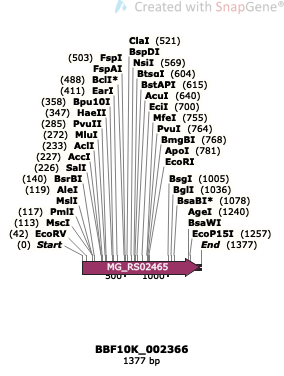 Created with SnapGene®
ClaI (521)
BspDI
(503) FspI
NsiI (569)
FspAI
BtsαI (604)
(488) BclI*
BstAPI (615)
(411) EarI
AcuI (640)
(358) Bpu10I
EciI (700)
(347) HaeII
MfeI (755)
(285) PvuII
PvuI (764)
(272) MluI
BmgBI (768)
(233) AclI
ApoI (781)
(227) AccI
EcoRI
(226) SalI
(140) BsrBI
BsgI (1005)
(119) AleI
BglI (1036)
MslI
BsaBI* (1078)
(117) PmlI
AgeI (1240)
(113) MscI
BsaWI
(42) EcoRV
EcoP15I (1257)
(0) Start
End (1377)
MG_RS02465
500
1000
BBF10K_002366
1377 bp